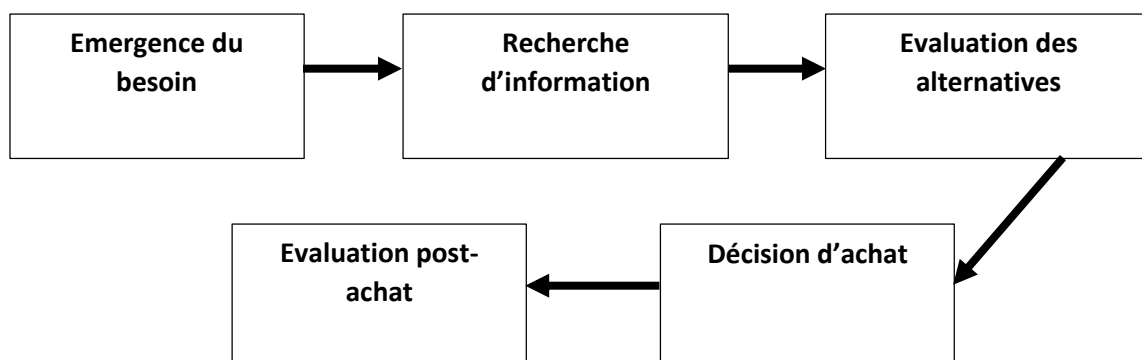 Emergence du
besoin
Recherche
d’information
Evaluation des
alternatives
Décision d’achat
Evaluation post-
achat